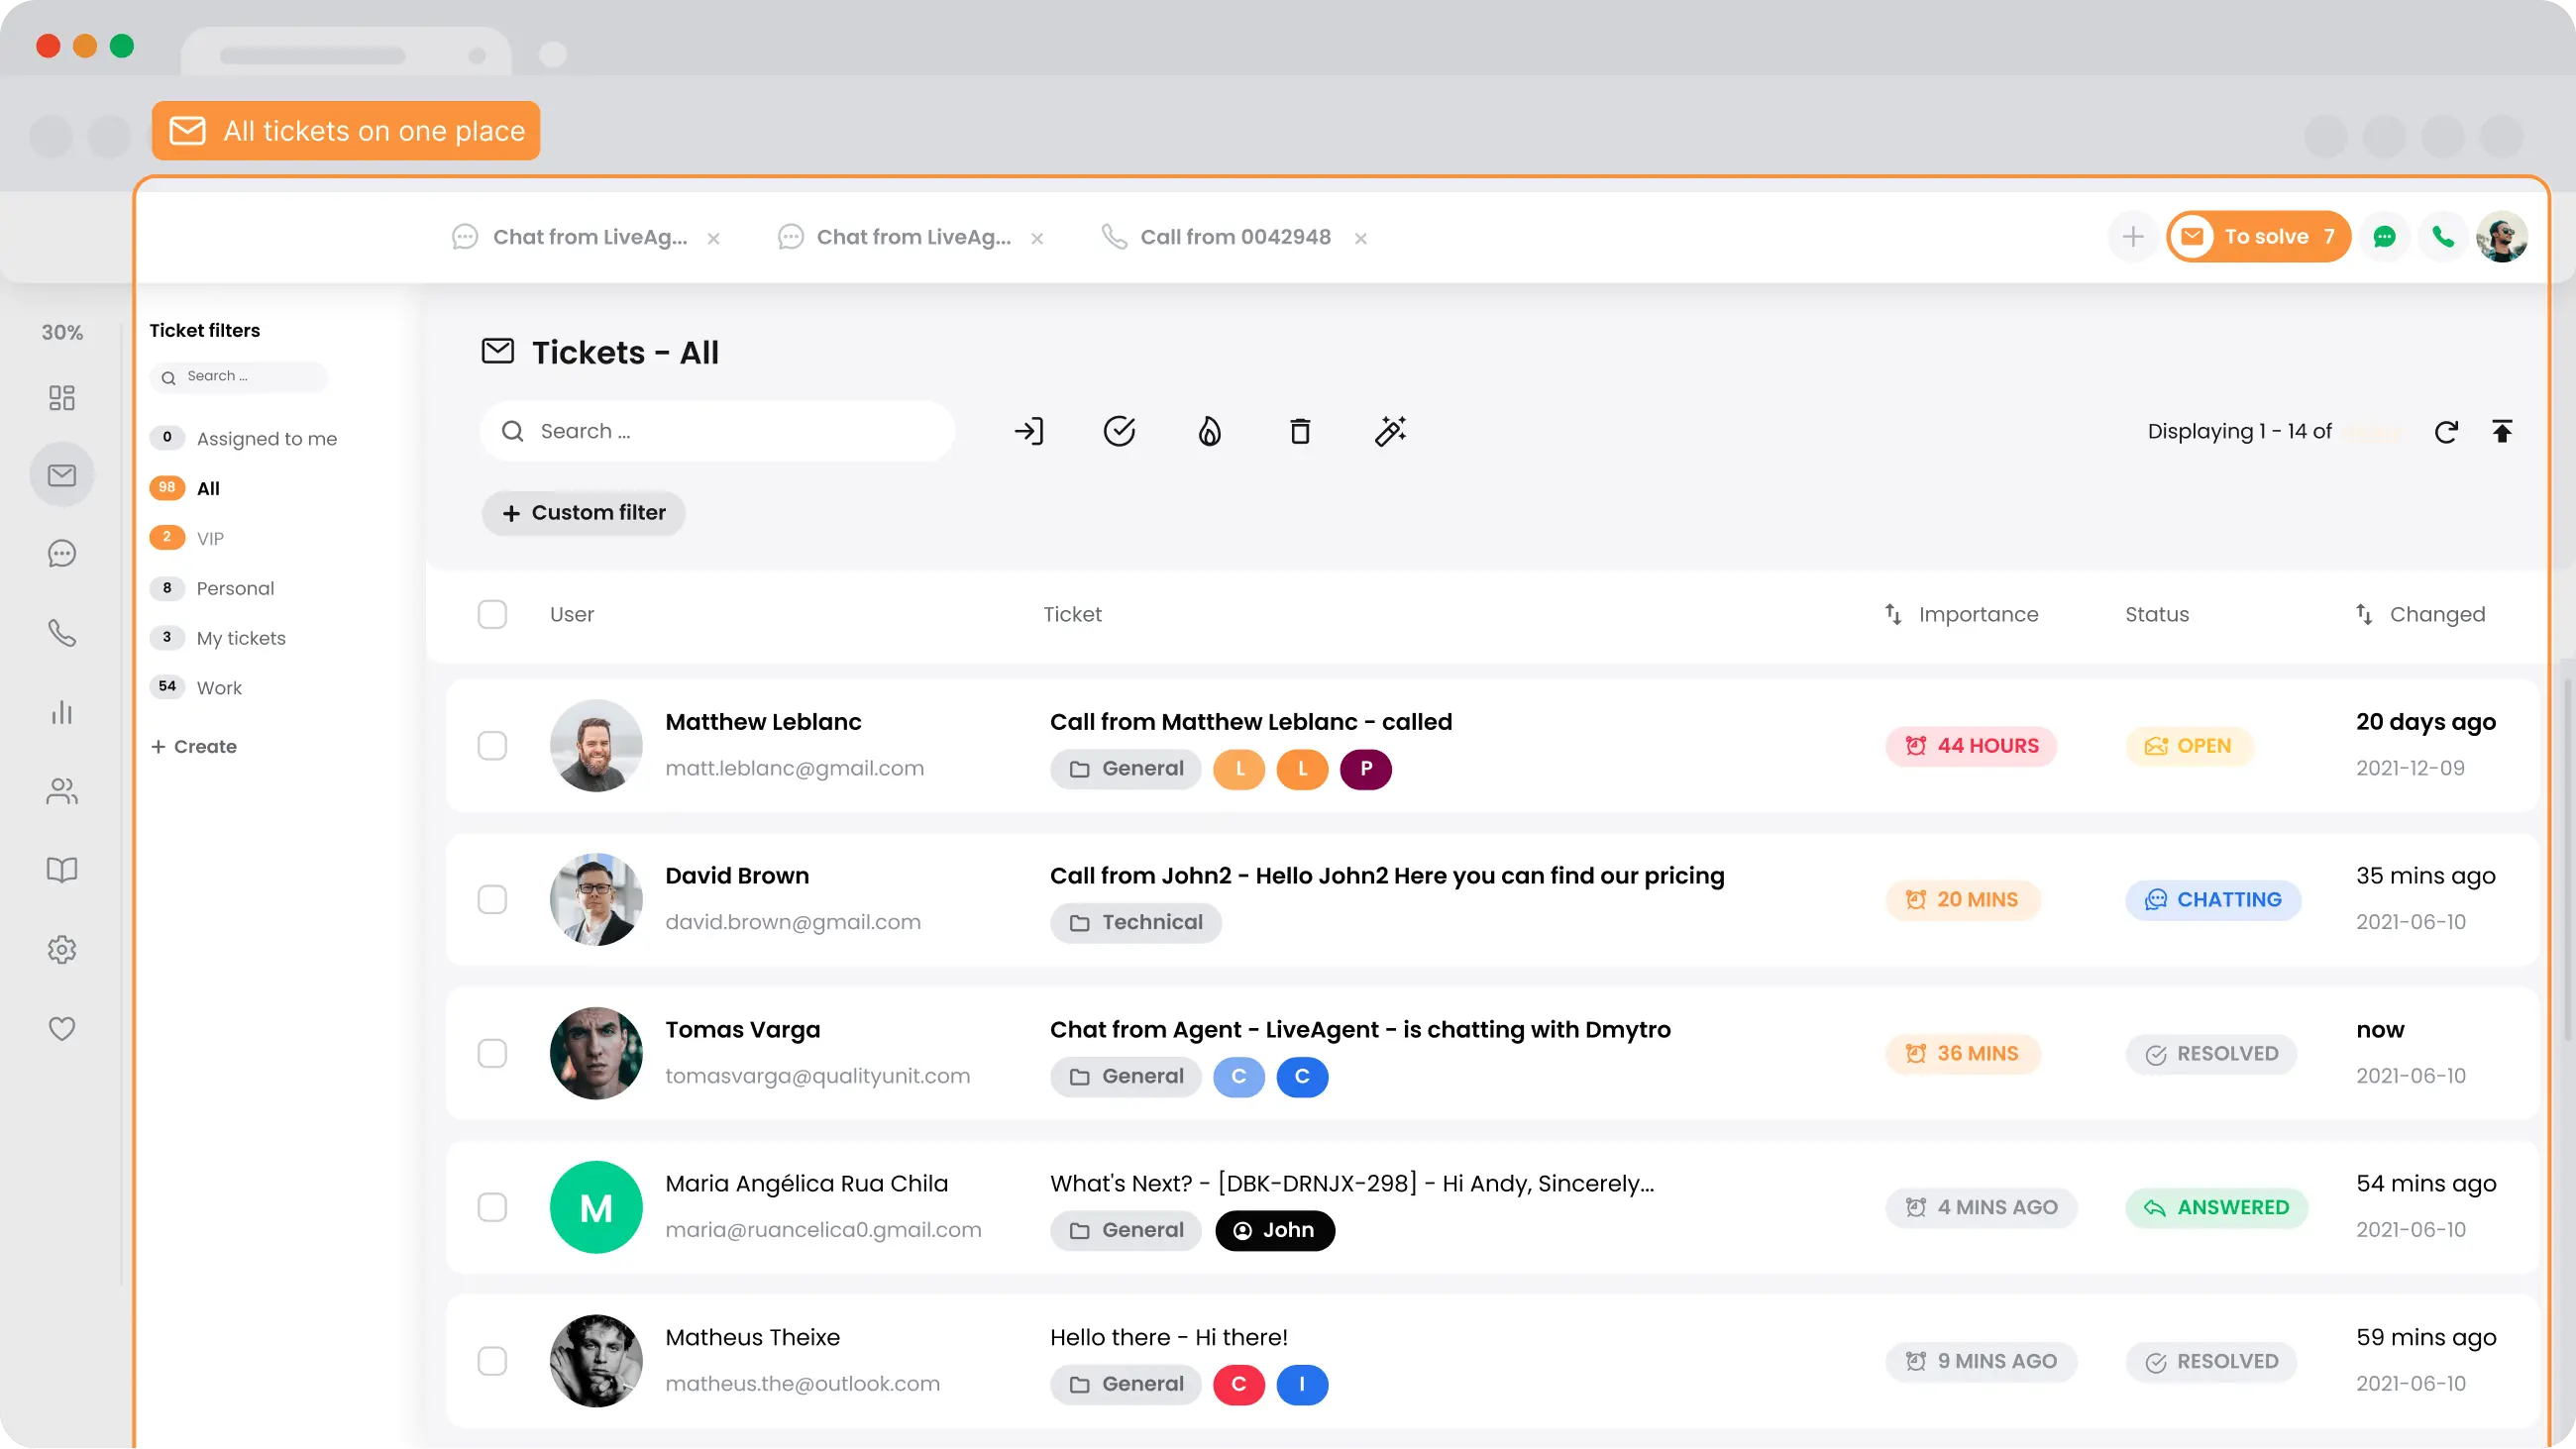 All tickets on one place
Chat from LiveAg...
Chat from LiveAg...
Call from 0042948
To solve 7
30%
Ticket filters
Search ...
0 Assigned to me
98 All
2 VIP
8 Personal
3 My tickets
54 Work
+ Create
Tickets - All
Search ...
Displaying 1 - 14 of
+ Custom filter
User Ticket Importance Status Changed
Matthew Leblanc
matt.leblanc@gmail.com
Call from Matthew Leblanc - called
General L L P
44 HOURS
OPEN
20 days ago
2021-12-09
David Brown
david.brown@gmail.com
Call from John2 - Hello John2 Here you can find our pricing
Technical
20 MINS
CHATTING
35 mins ago
2021-06-10
Tomas Varga
tomasvarga@qualityunit.com
Chat from Agent - LiveAgent - is chatting with Dmytro
General C C
36 MINS
RESOLVED
now
2021-06-10
M
Maria Angélica Rua Chila
maria@ruancelica0.gmail.com
What's Next? - [DBK-DRNJX-298] - Hi Andy, Sincerely...
General John
4 MINS AGO
ANSWERED
54 mins ago
2021-06-10
Matheus Theixe
matheus.the@outlook.com
Hello there - Hi there!
General C I
9 MINS AGO
RESOLVED
59 mins ago
2021-06-10